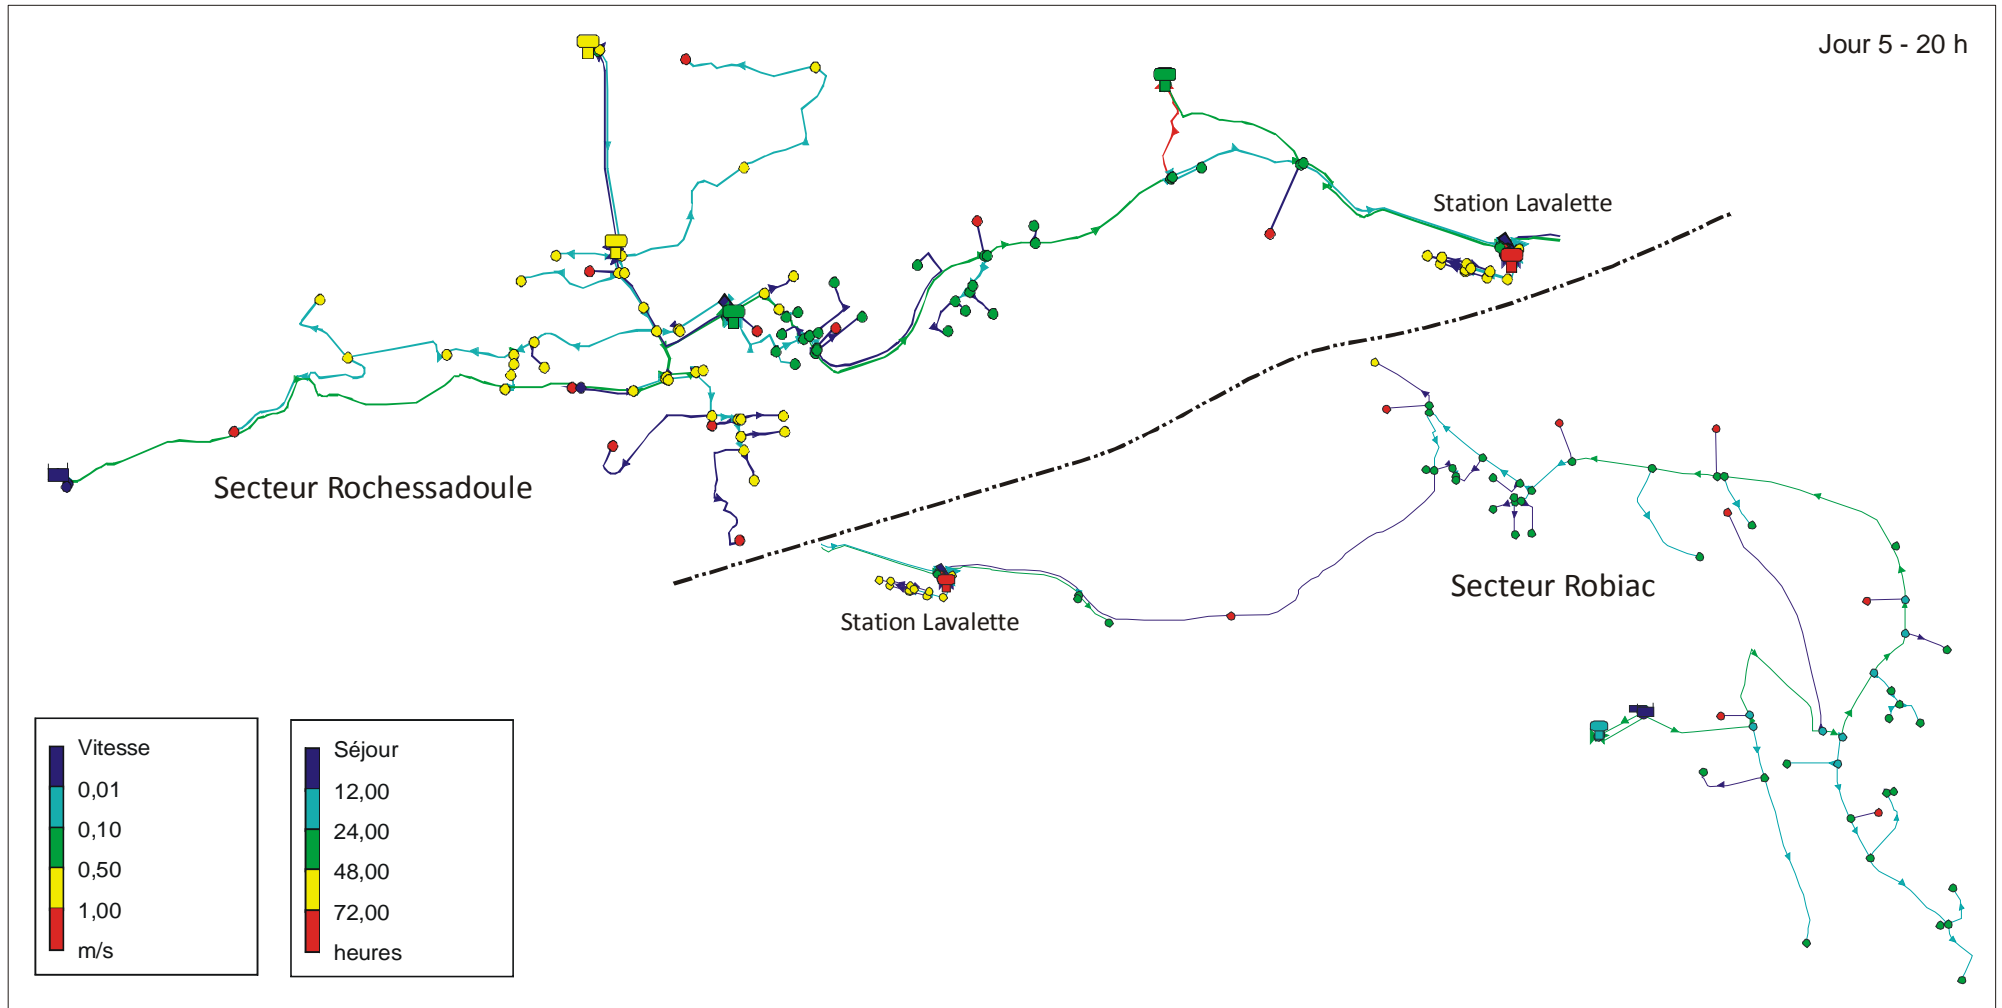 Jour 5 - 20 h
Station Lavalette
Secteur Rochessadoule
Secteur Robiac
Station Lavalette
Vitesse
0,01
0,10
0,50
1,00
m/s
Séjour
12,00
24,00
48,00
72,00
heures